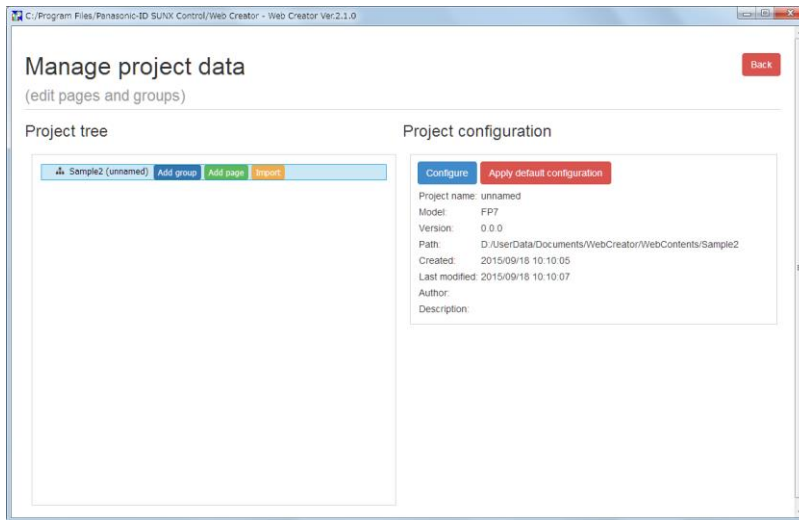 C:/Program Files/Panasonic-ID SUNX Control/Web Creator - Web Creator Ver.2.1.0
Manage project data
Back
(edit pages and groups)
Project tree
Project configuration
Sample2 (unnamed) Add group Add page Import
Configure Apply default configuration
Project name: unnamed
Model: FP7
Version: 0.0.0
Path: D:/UserData/Documents/WebCreator/WebContents/Sample2
Created: 2015/09/18 10:10:05
Last modified: 2015/09/18 10:10:07
Author:
Description: